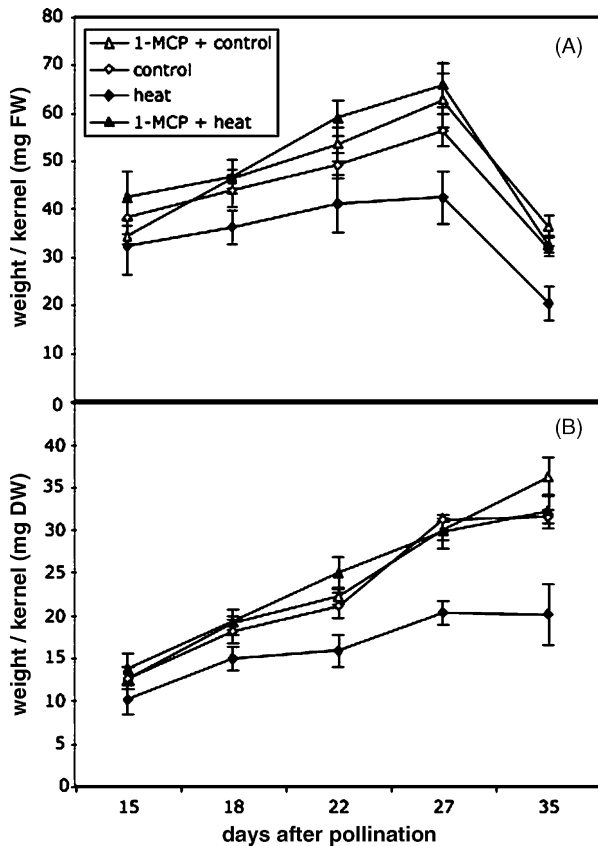 80
70
60
50
40
30
20
10
0
weight / kernel (mg FW)
(A)
1-MCP + control
control
heat
1-MCP + heat
40
35
30
25
20
15
10
5
0
weight / kernel (mg DW)
(B)
15 18 22 27 35
days after pollination